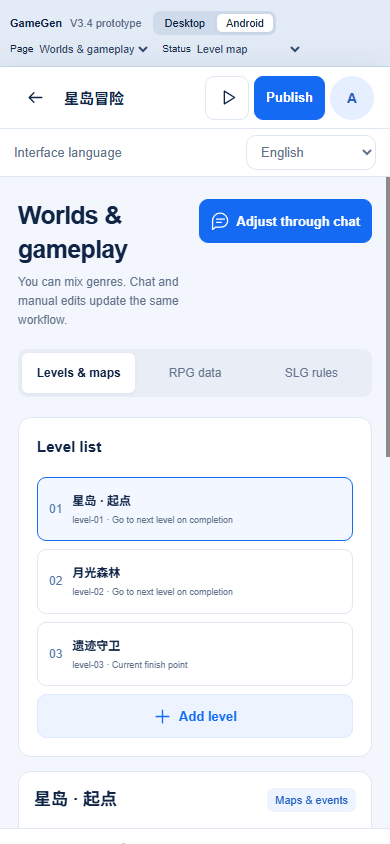 GameGen V3.4 prototype Desktop Android
Page Worlds & gameplay Status Level map
星岛冒险 Publish A
Interface language English
Worlds &
gameplay
Adjust through chat
You can mix genres. Chat and
manual edits update the same
workflow.
Levels & maps RPG data SLG rules
Level list
01 星岛 · 起点
level-01 · Go to next level on completion
02 月光森林
level-02 · Go to next level on completion
03 遗迹守卫
level-03 · Current finish point
Add level
星岛 · 起点 Maps & events